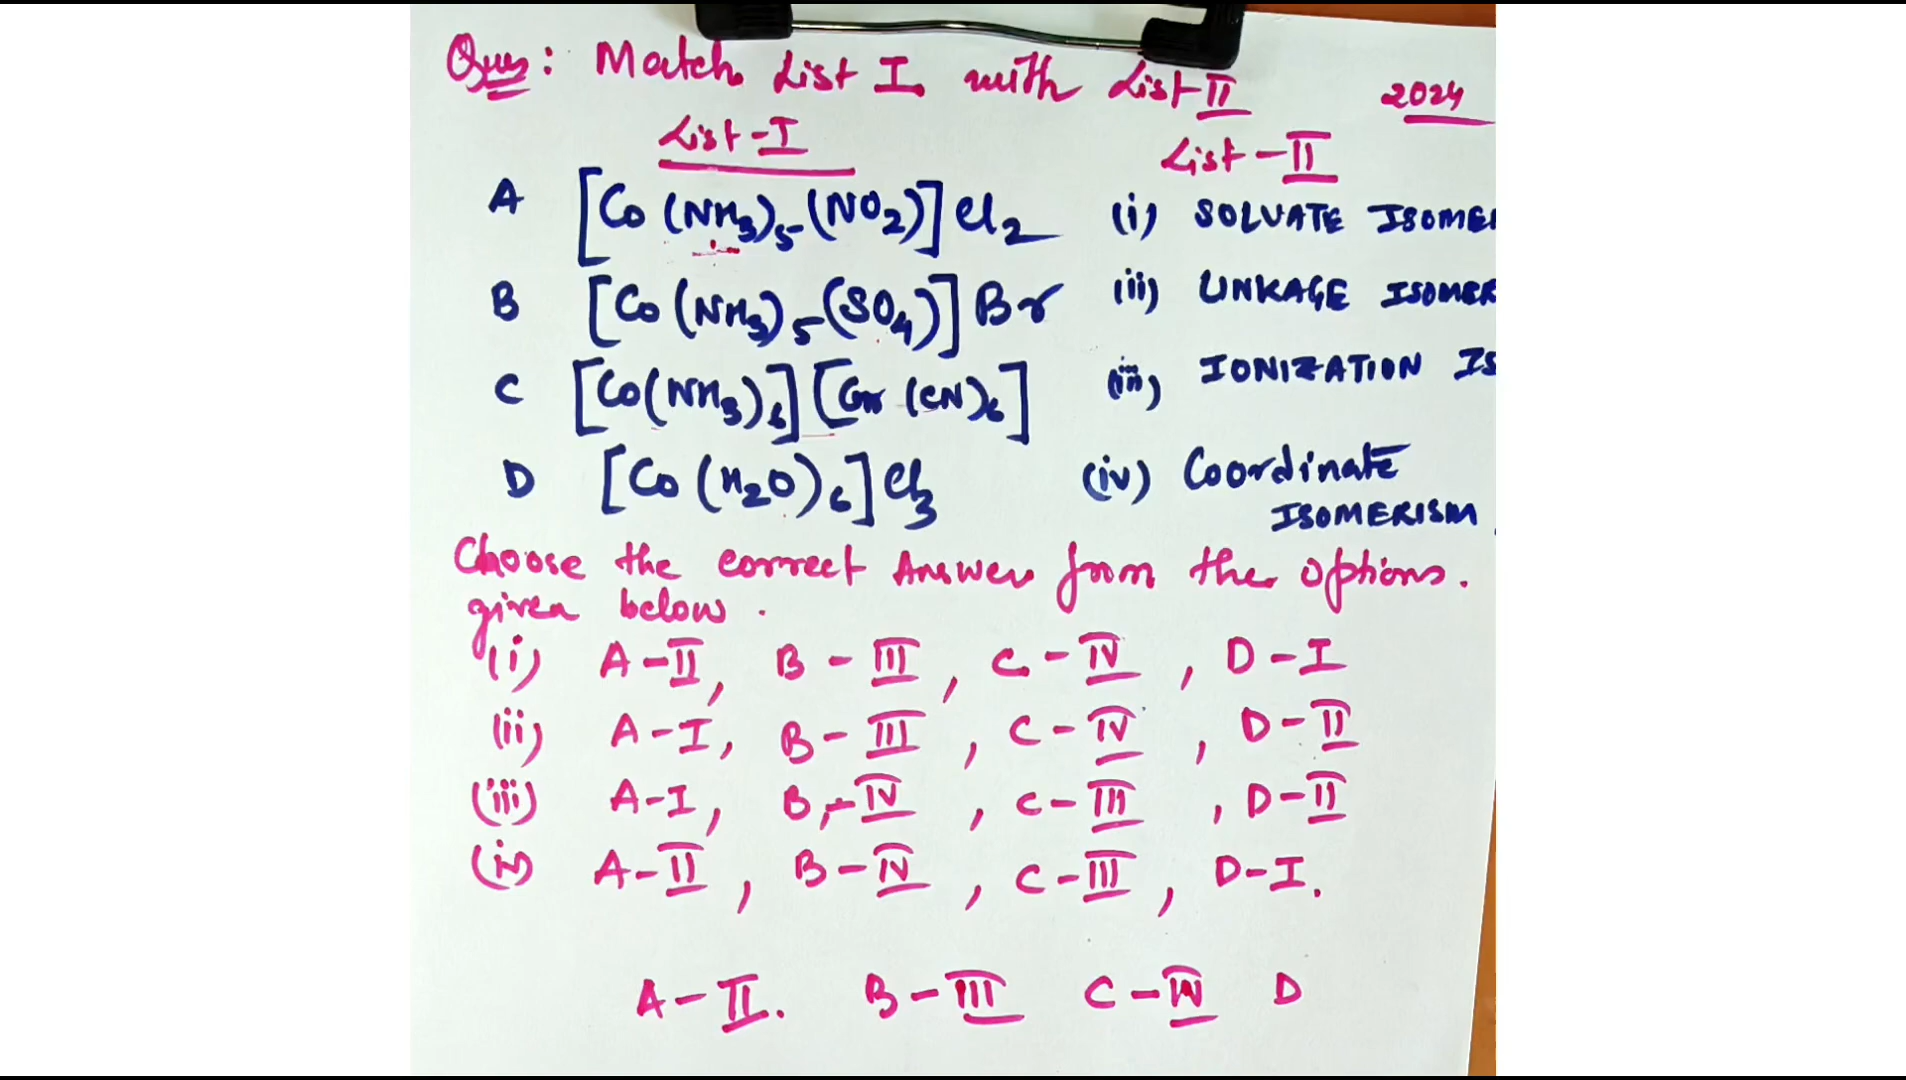 Ques: Match List I with List II 2024
List-I List-II
A [Co(NH3)5(NO2)]Cl2 (i) SOLVATE ISOME
B [Co(NH3)5(SO4)]Br (ii) LINKAGE ISOMER
C [Co(NH3)6][Cr(CN)6] (iii) IONIZATION IS
D [Co(H2O)6]Cl3 (iv) Coordinate
ISOMERISM
Choose the correct Answer from the options.
given below.
(i) A-II, B-III, C-IV, D-I
(ii) A-I, B-III, C-IV, D-II
(iii) A-I, B-IV, C-III, D-II
(iv) A-II, B-IV, C-III, D-I.
A-II. B-III C-IV D